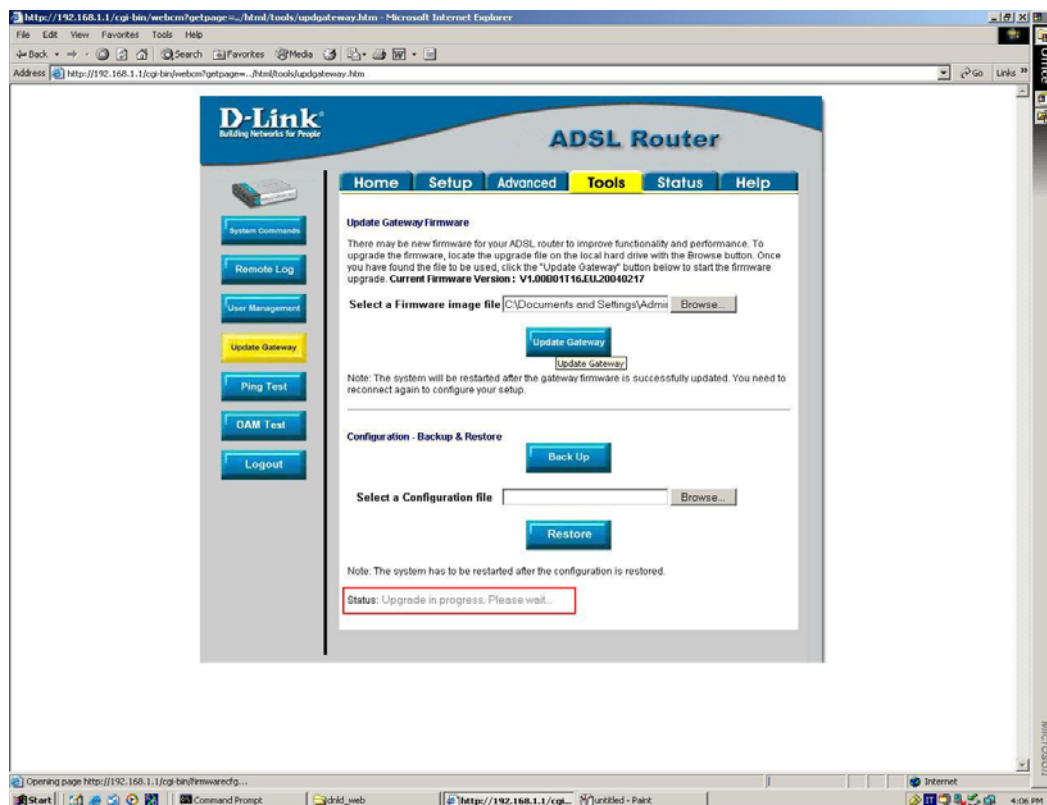 http://192.168.1.1/cgi-bin/webcm?getpage=../html/tools/updgateway.htm - Microsoft Internet Explorer
File Edit View Favorites Tools Help
Back Search Favorites Media
Address http://192.168.1.1/cgi-bin/webcm?getpage=../html/tools/updgateway.htm Go Links »
Office
D-Link
Building Networks for People
ADSL Router
Home Setup Advanced Tools Status Help
System Commands
Remote Log
User Management
Update Gateway
Ping Test
OAM Test
Logout
Update Gateway Firmware
There may be new firmware for your ADSL router to improve functionality and performance. To
upgrade the firmware, locate the upgrade file on the local hard drive with the Browse button. Once
you have found the file to be used, click the "Update Gateway" button below to start the firmware
upgrade. Current Firmware Version : V1.00B01T16.EU.20040217
Select a Firmware image file C:\Documents and Settings\Admi Browse...
Update Gateway
Update Gateway
Note: The system will be restarted after the gateway firmware is successfully updated. You need to
reconnect again to configure your setup.
Configuration - Backup & Restore
Back Up
Select a Configuration file Browse...
Restore
Note: The system has to be restarted after the configuration is restored.
Status: Upgrade in progress. Please wait...
Opening page http://192.168.1.1/cgi-bin/firmwarecfg...
Internet
Start Command Prompt dnld_web http://192.168.1.1/cgi... untitled - Paint IT 4:06 PM